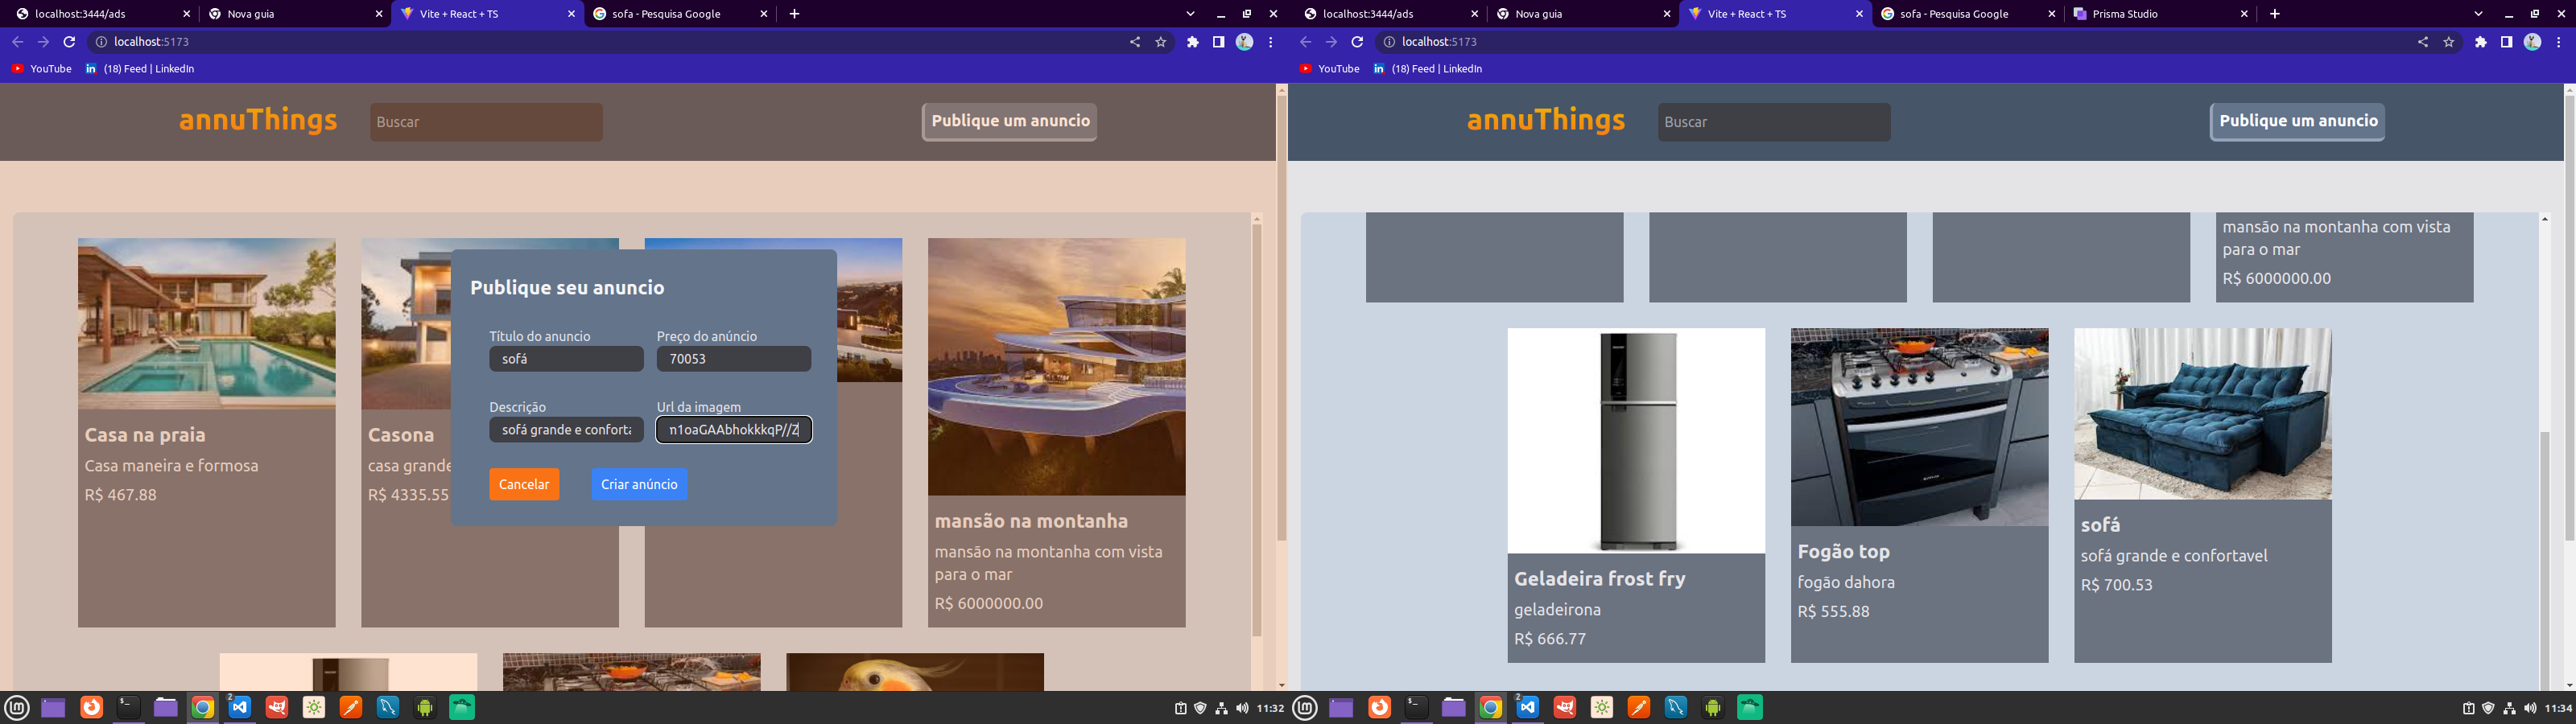 localhost:3444/ads
Nova guia
Vite + React + TS
sofa - Pesquisa Google
localhost:5173
YouTube
(18) Feed | LinkedIn
annuThings
Buscar
Publique um anuncio
Publique seu anuncio
Título do anuncio
Preço do anúncio
sofá
70053
Descrição
Url da imagem
sofá grande e conforta
n1oaGAAbhokkkqP//Z
Cancelar
Criar anúncio
Casa na praia
Casa maneira e formosa
R$ 467.88
Casona
casa grande
R$ 4335.55
mansão na montanha
mansão na montanha com vista
para o mar
R$ 6000000.00
2
11:32
localhost:3444/ads
Nova guia
Vite + React + TS
sofa - Pesquisa Google
Prisma Studio
localhost:5173
YouTube
(18) Feed | LinkedIn
annuThings
Buscar
Publique um anuncio
mansão na montanha com vista
para o mar
R$ 6000000.00
Geladeira frost fry
geladeirona
R$ 666.77
Fogão top
fogão dahora
R$ 555.88
sofá
sofá grande e confortavel
R$ 700.53
2
11:34